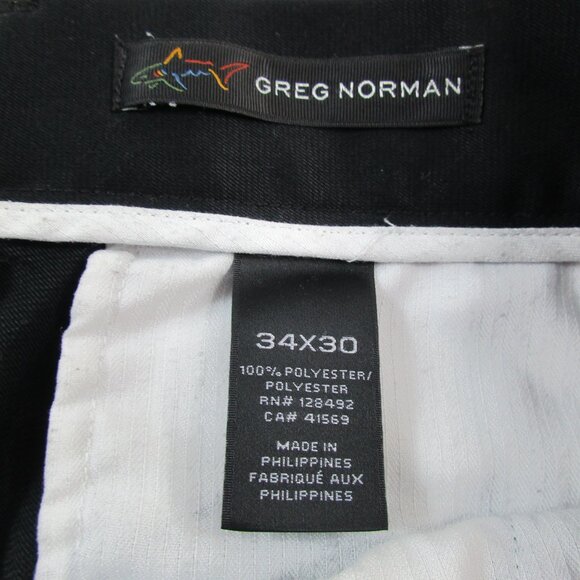 GREG NORMAN
34X30
100% POLYESTER/
POLYESTER
RN# 128492
CA# 41569
MADE IN
PHILIPPINES
FABRIQUÉ AUX
PHILIPPINES